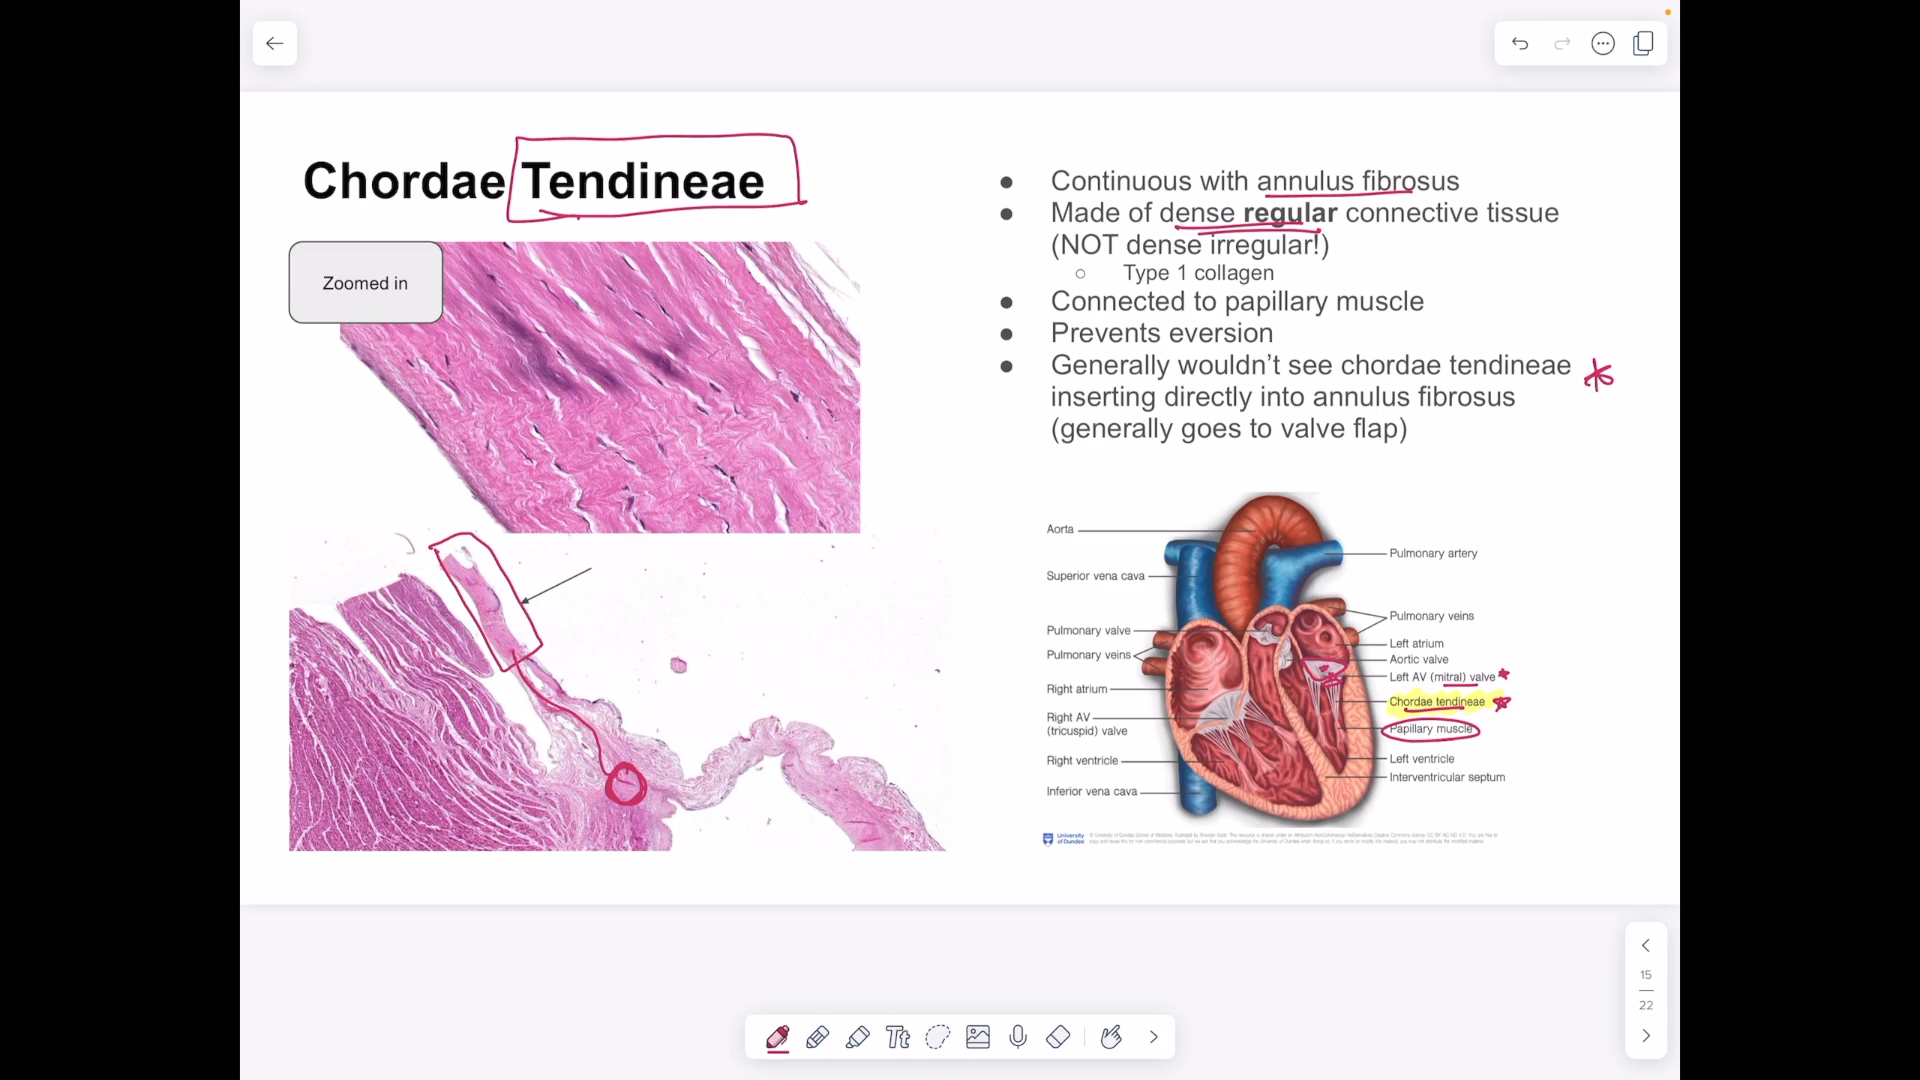 Chordae Tendineae
Zoomed in
Continuous with annulus fibrosus
Made of dense regular connective tissue
(NOT dense irregular!)
Type 1 collagen
Connected to papillary muscle
Prevents eversion
Generally wouldn't see chordae tendineae
inserting directly into annulus fibrosus
(generally goes to valve flap)
Aorta
Superior vena cava
Pulmonary valve
Pulmonary veins
Right atrium
Right AV
(tricuspid) valve
Right ventricle
Inferior vena cava
Pulmonary artery
Pulmonary veins
Left atrium
Aortic valve
Left AV (mitral) valve
Chordae tendineae
Papillary muscle
Left ventricle
Interventricular septum
University
of Dundee
Tt
15
22